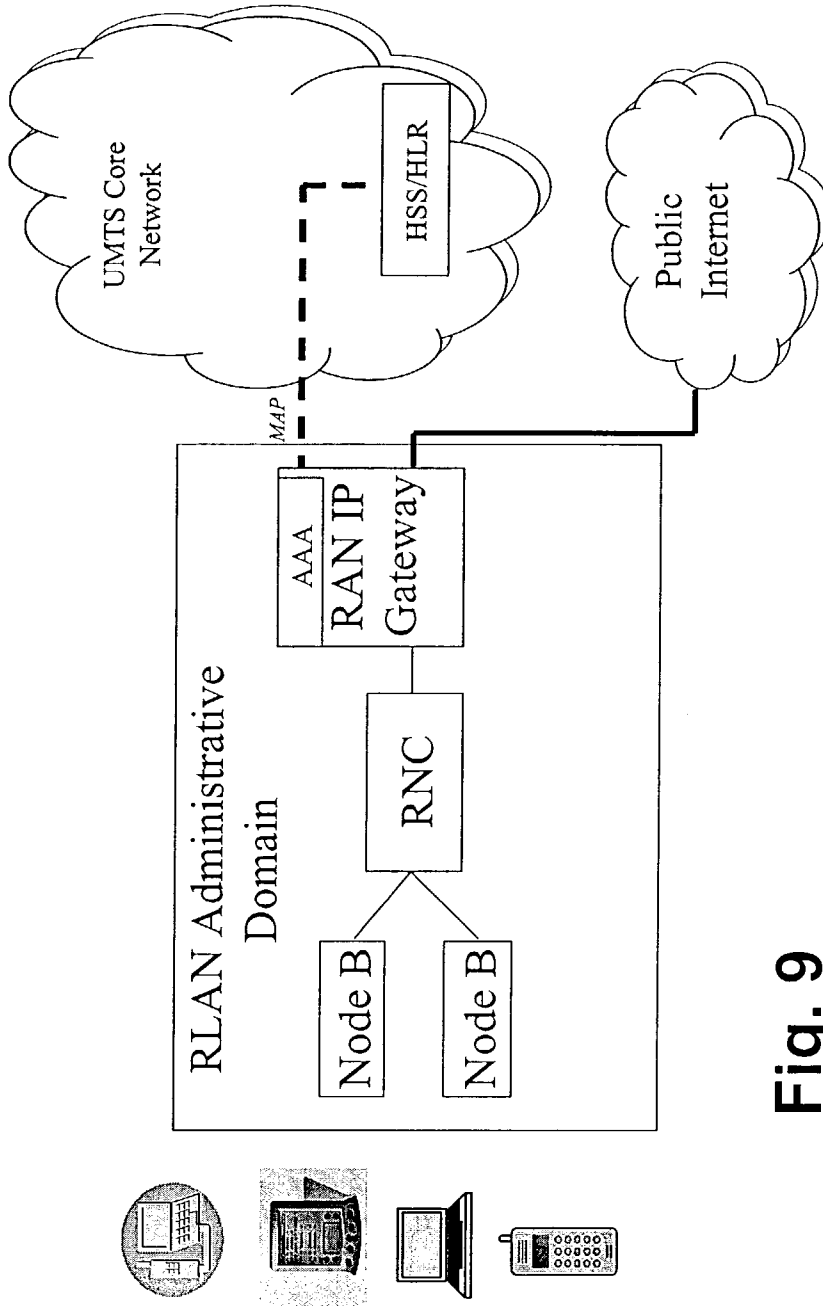 RLAN Administrative
Domain
Node B
Node B
RNC
AAA
RAN IP
Gateway
MAP
UMTS Core
Network
HSS/HLR
Public
Internet
Fig. 9